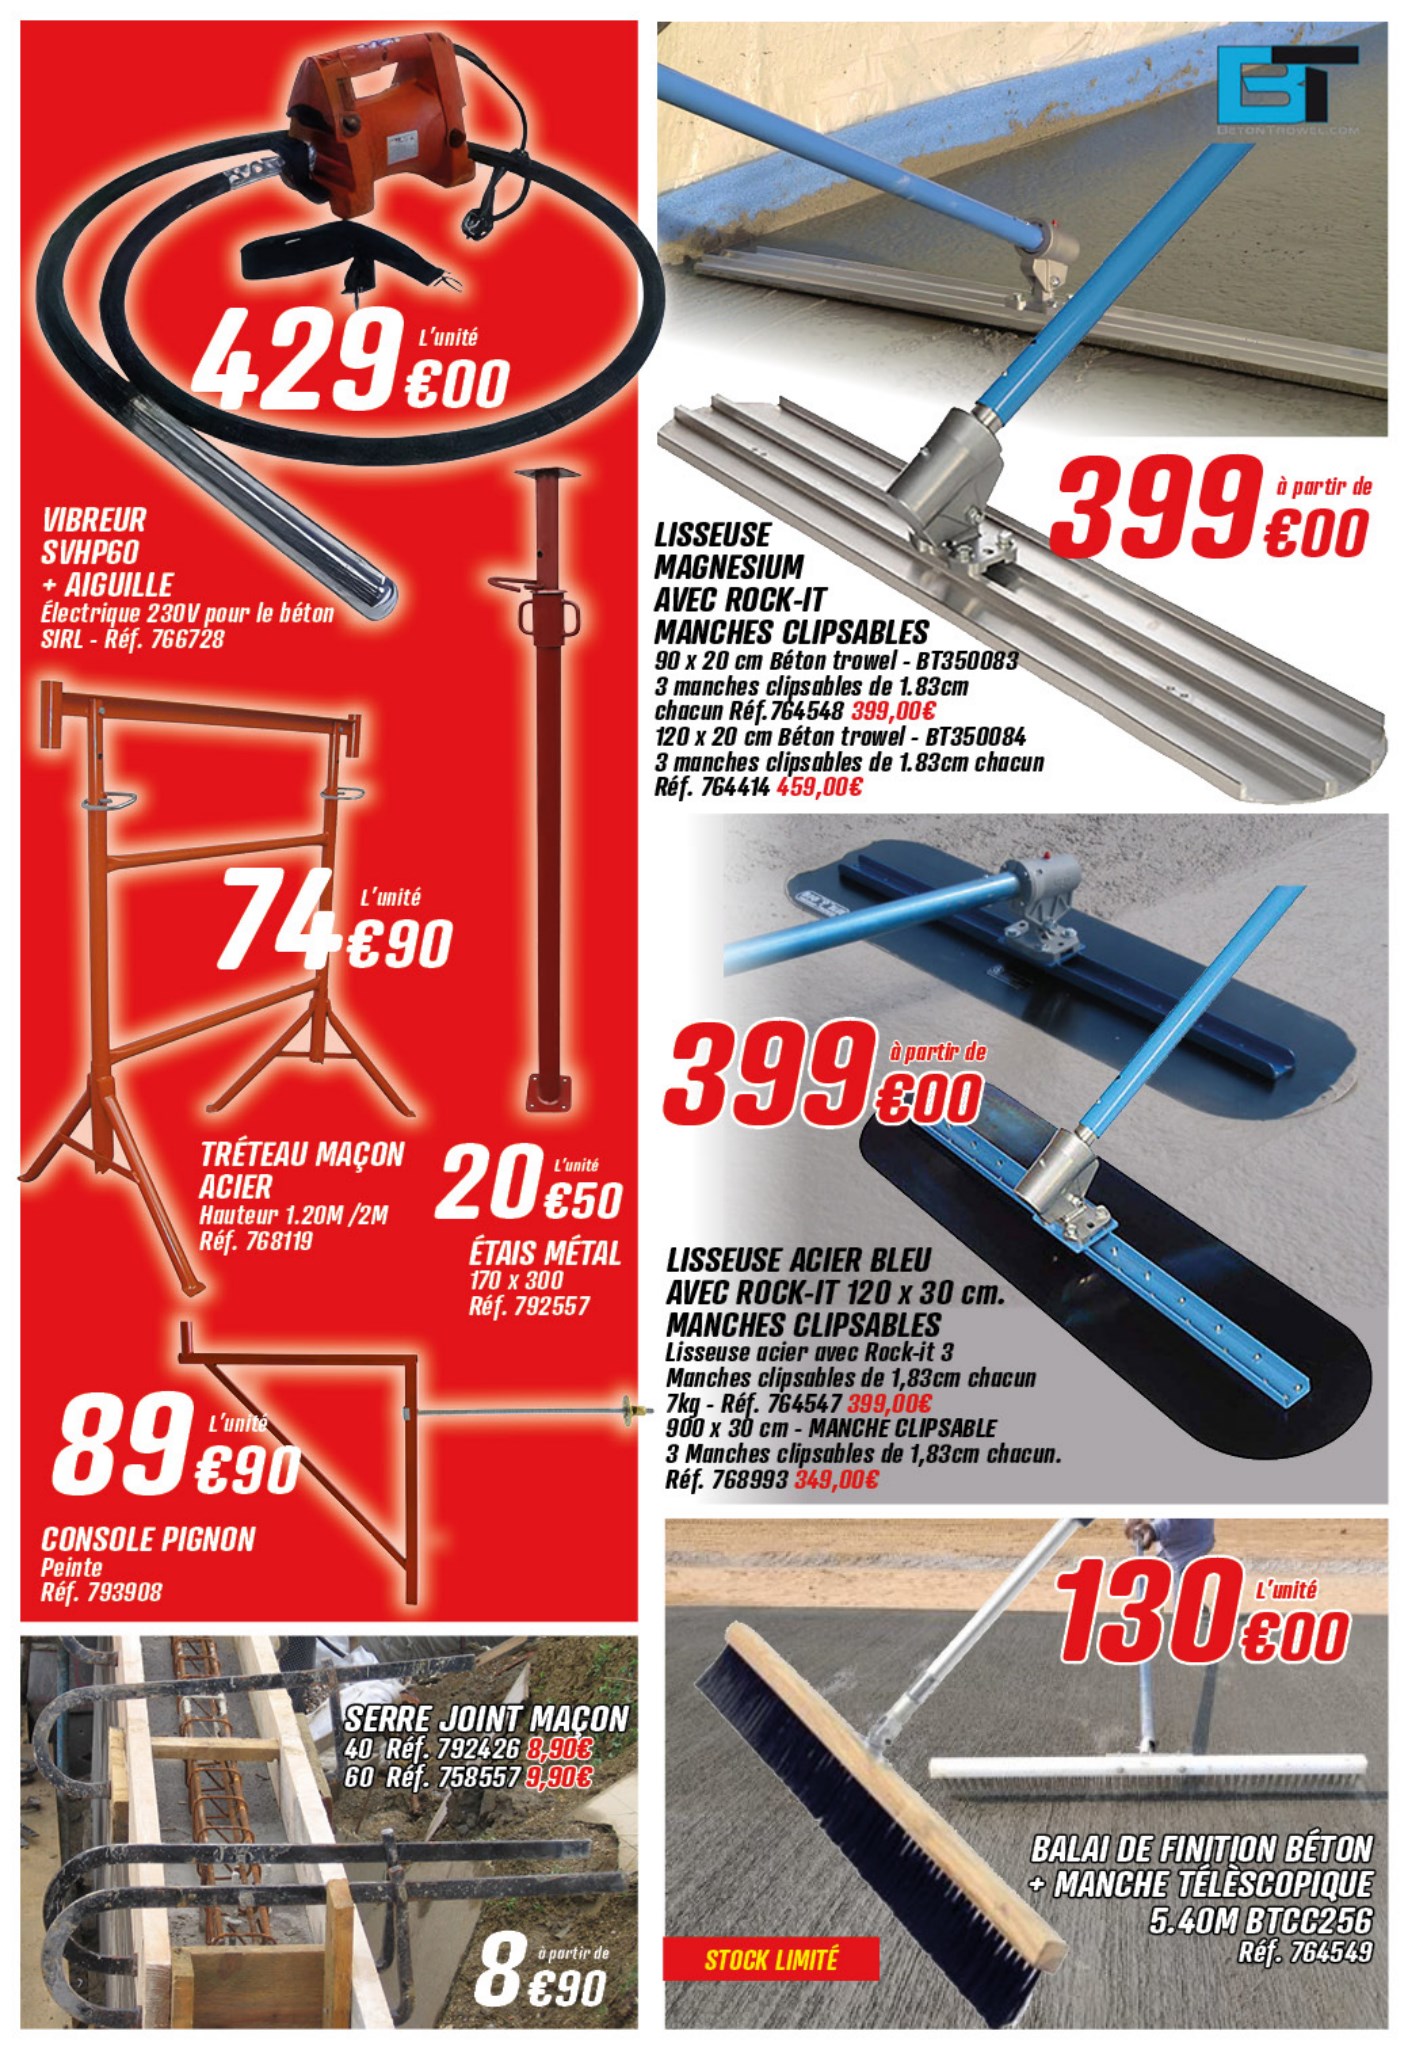 429
L'unité
€00
VIBREUR
SVHP60
+ AIGUILLE
Électrique 230V pour le béton
SIRL - Réf. 766728
74
L'unité
€90
TRÉTEAU MAÇON
ACIER
Hauteur 1.20M /2M
Réf. 768119
20
L'unité
€50
ÉTAIS MÉTAL
170 x 300
Réf. 792557
89
L'unité
€90
CONSOLE PIGNON
Peinte
Réf. 793908
SERRE JOINT MAÇON
40 Réf. 792426 8,90€
60 Réf. 758557 9,90€
8
à partir de
€90
BT
BETONTROWEL.COM
399
à partir de
€00
LISSEUSE
MAGNESIUM
AVEC ROCK-IT
MANCHES CLIPSABLES
90 x 20 cm Béton trowel - BT350083
3 manches clipsables de 1.83cm
chacun Réf.764548 399,00€
120 x 20 cm Béton trowel - BT350084
3 manches clipsables de 1.83cm chacun
Réf. 764414 459,00€
399
à partir de
€00
LISSEUSE ACIER BLEU
AVEC ROCK-IT 120 x 30 cm.
MANCHES CLIPSABLES
Lisseuse acier avec Rock-it 3
Manches clipsables de 1,83cm chacun
7kg - Réf. 764547 399,00€
900 x 30 cm - MANCHE CLIPSABLE
3 Manches clipsables de 1,83cm chacun.
Réf. 768993 349,00€
130
L'unité
€00
BALAI DE FINITION BÉTON
+ MANCHE TÉLÈSCOPIQUE
5.40M BTCC256
Réf. 764549
STOCK LIMITÉ